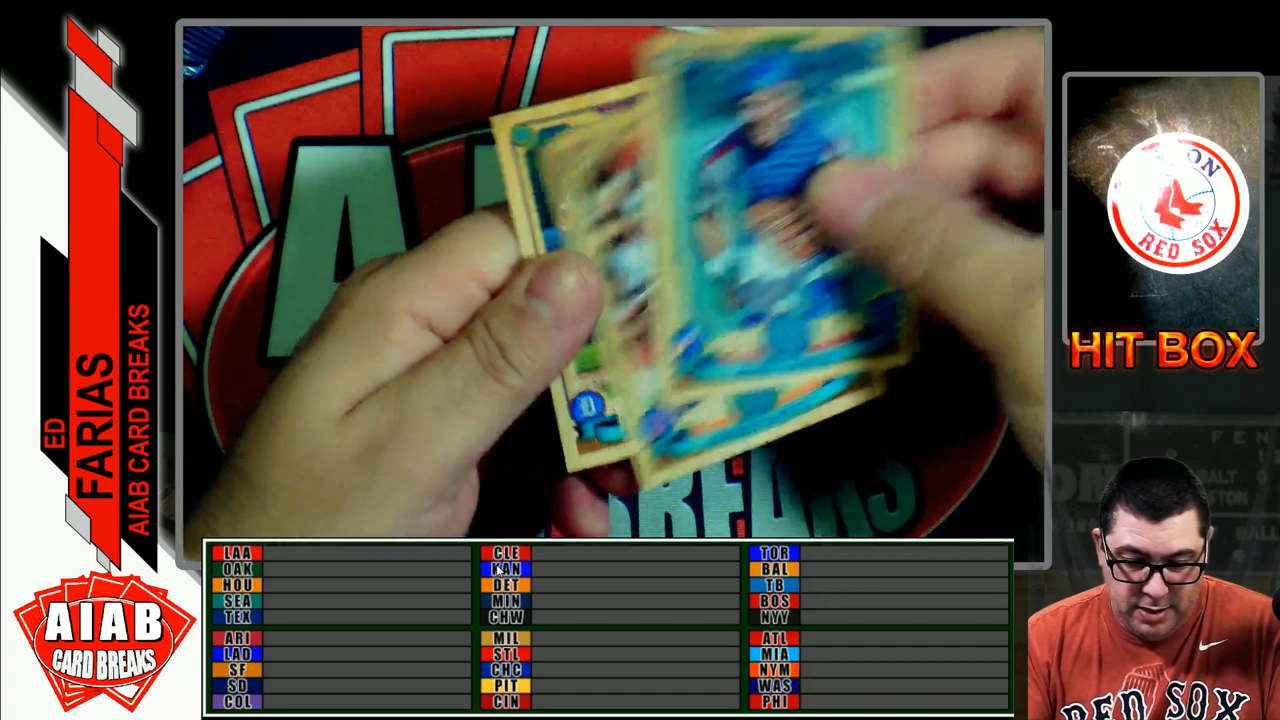 ED
FARIAS
AIAB CARD BREAKS
AIAB
CARD BREAKS
A
BREAKS
RED SOX
HIT BOX
LAA
OAK
HOU
SEA
TEX
ARI
LAD
SF
SD
COL
CLE
KAN
DET
MIN
CHW
MIL
STL
CHC
PIT
CIN
TOR
BAL
TB
BOS
NYY
ATL
MIA
NYM
WAS
PHI
RED SOX